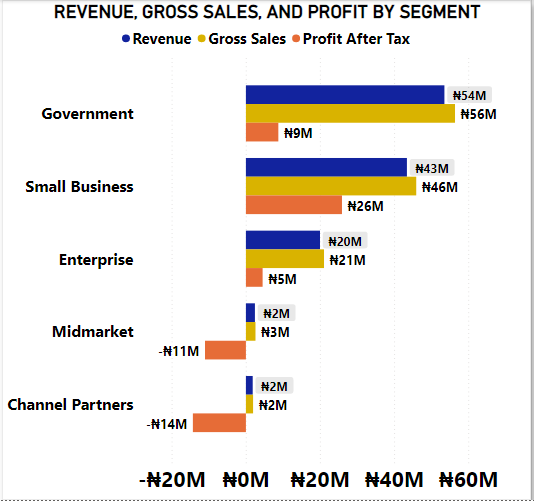 REVENUE, GROSS SALES, AND PROFIT BY SEGMENT
Revenue Gross Sales Profit After Tax
₦54M
Government ₦56M
₦9M
₦43M
Small Business ₦46M
₦26M
₦20M
Enterprise ₦21M
₦5M
₦2M
Midmarket ₦3M
-₦11M
₦2M
Channel Partners ₦2M
-₦14M
-₦20M ₦0M ₦20M ₦40M ₦60M